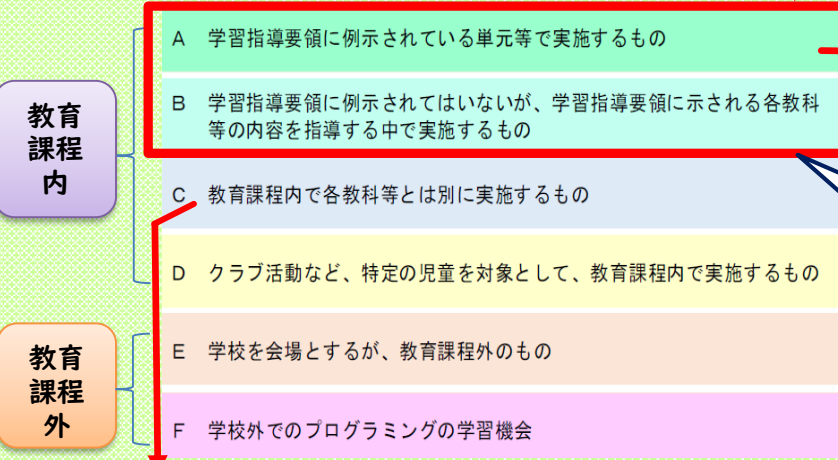 教育
課程
内
A 学習指導要領に例示されている単元等で実施するもの
B 学習指導要領に例示されてはいないが、学習指導要領に示される各教科
等の内容を指導する中で実施するもの
C 教育課程内で各教科等とは別に実施するもの
D クラブ活動など、特定の児童を対象として、教育課程内で実施するもの
教育
課程
外
E 学校を会場とするが、教育課程外のもの
F 学校外でのプログラミングの学習機会